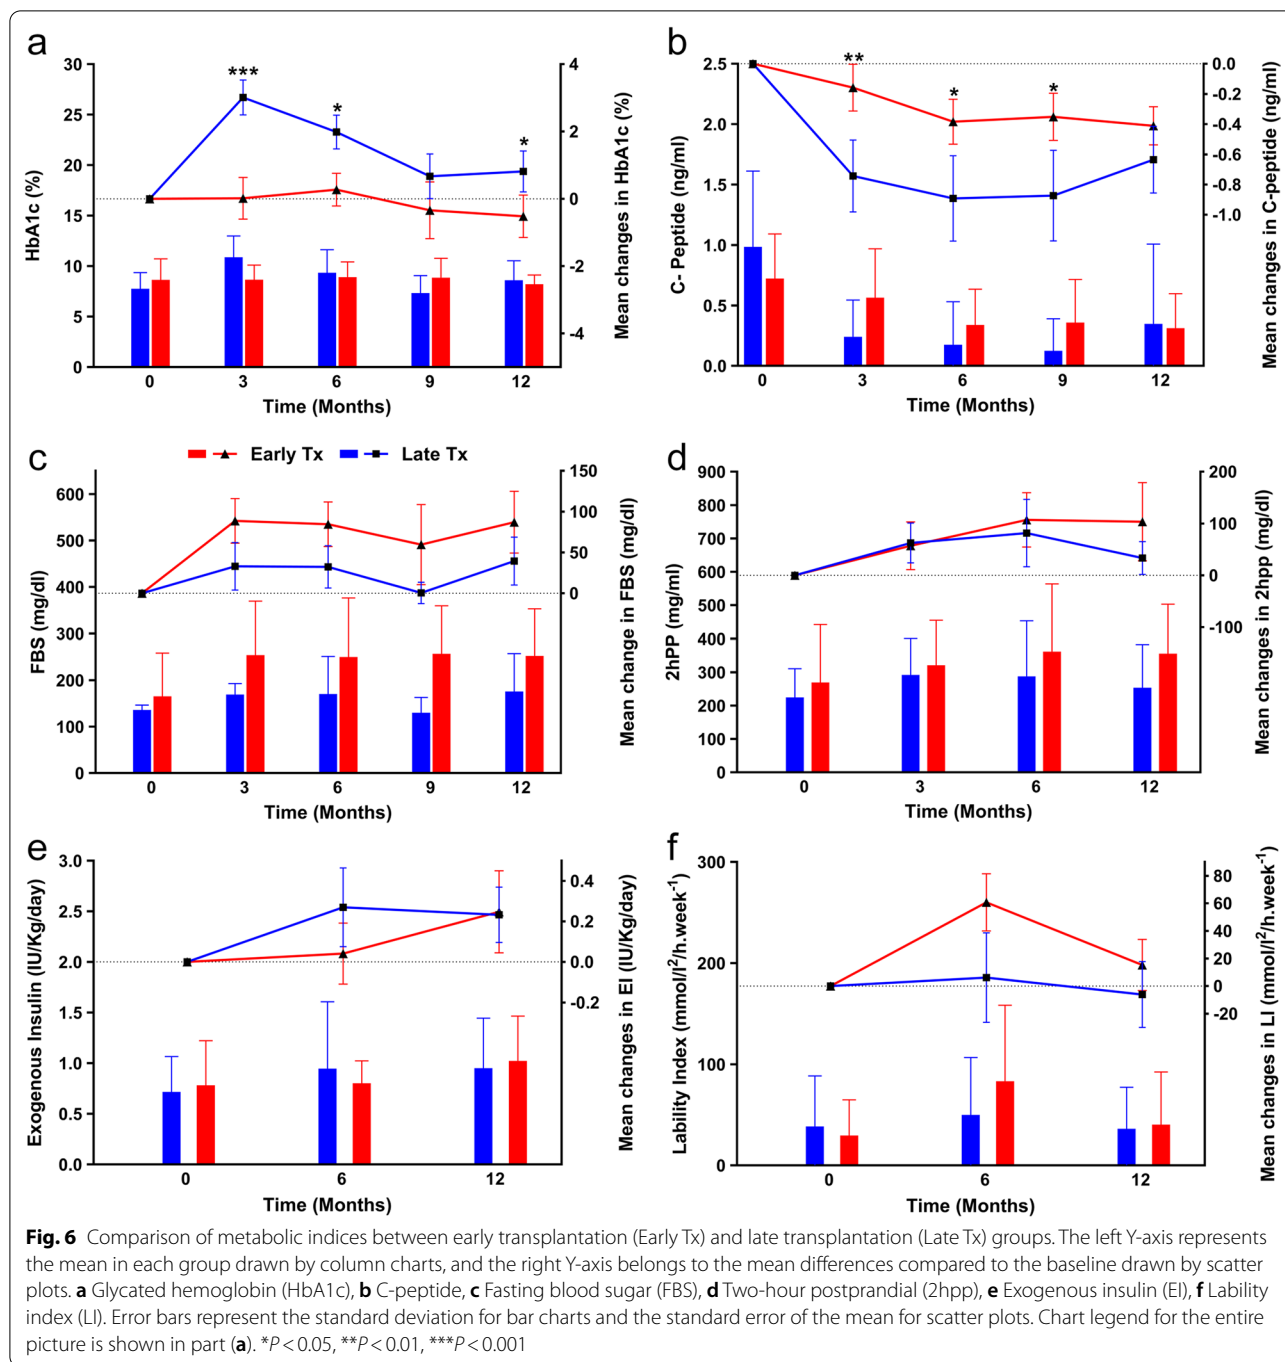 a
30
25
20
15
10
5
0
HbA1c (%)
***
*
*
4
2
0
-2
-4
Mean changes in HbA1c (%)
0 3 6 9 12
Time (Months)
b
2.5
2.0
1.5
1.0
0.5
0.0
C- Peptide (ng/ml)
**
*
*
0.0
-0.2
-0.4
-0.6
-0.8
-1.0
Mean changes in C-peptide (ng/ml)
0 3 6 9 12
Time (Months)
c
Early Tx Late Tx
600
500
400
300
200
100
0
FBS (mg/dl)
150
100
50
0
Mean change in FBS (mg/dl)
0 3 6 9 12
Time (Months)
d
900
800
700
600
500
400
300
200
100
0
2hPP (mg/ml)
200
100
0
-100
Mean changes in 2hpp (mg/dl)
0 3 6 12
Time (Months)
e
3.0
2.5
2.0
1.5
1.0
0.5
0.0
Exogenous Insulin (IU/Kg/day)
0.4
0.2
0.0
-0.2
Mean changes in EI (IU/Kg/day)
0 6 12
Time (Months)
f
300
200
100
0
Lability Index (mmol/l²/h.week⁻¹)
80
60
40
20
0
-20
Mean changes in LI (mmol/l²/h.week⁻¹)
0 6 12
Time (Months)
Fig. 6 Comparison of metabolic indices between early transplantation (Early Tx) and late transplantation (Late Tx) groups. The left Y-axis represents
the mean in each group drawn by column charts, and the right Y-axis belongs to the mean differences compared to the baseline drawn by scatter
plots. a Glycated hemoglobin (HbA1c), b C-peptide, c Fasting blood sugar (FBS), d Two-hour postprandial (2hpp), e Exogenous insulin (EI), f Lability
index (LI). Error bars represent the standard deviation for bar charts and the standard error of the mean for scatter plots. Chart legend for the entire
picture is shown in part (a). *P < 0.05, **P < 0.01, ***P < 0.001